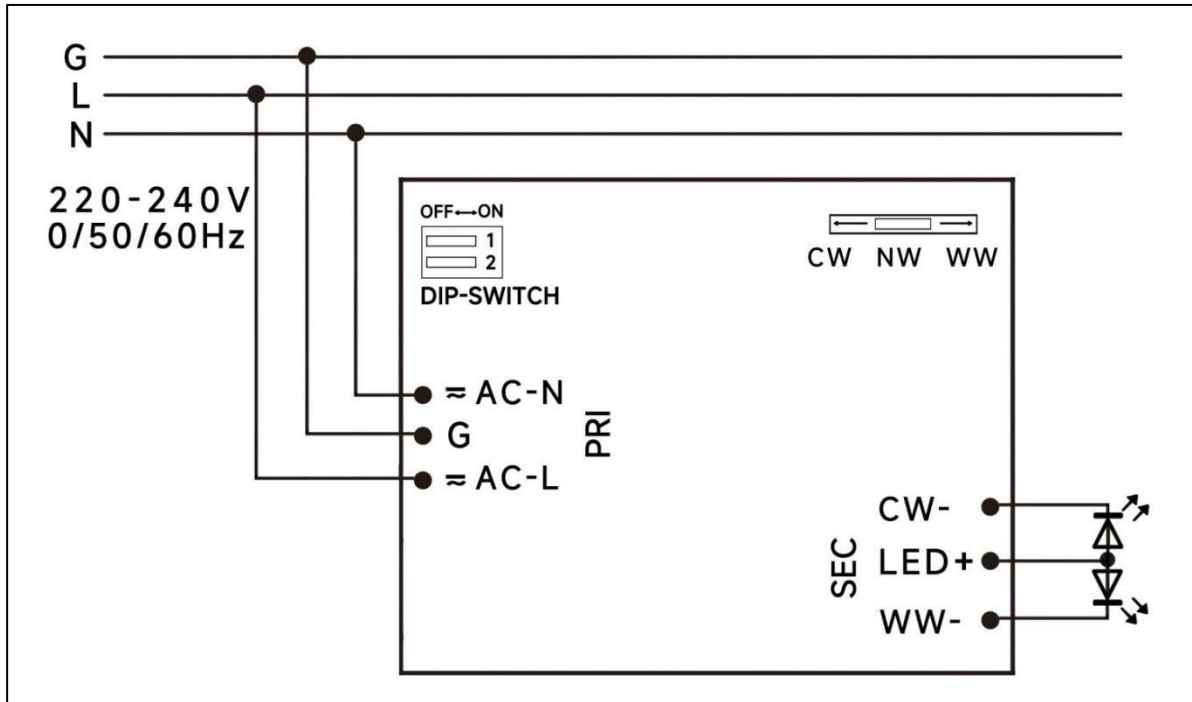 G
L
N
220-240V
0/50/60Hz
OFF↔ON
1
2
DIP-SWITCH
CW NW WW
≂ AC-N
G
≂ AC-L
PRI
SEC
CW-
LED+
WW-